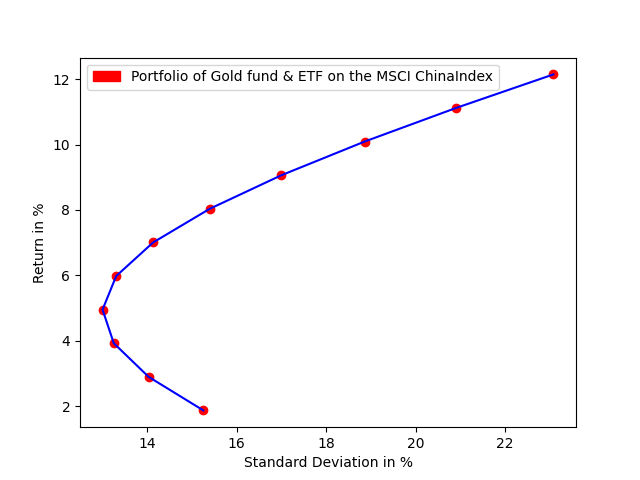 Portfolio of Gold fund & ETF on the MSCI ChinaIndex
12
10
8
6
4
2
Return in %
14 16 18 20 22
Standard Deviation in %